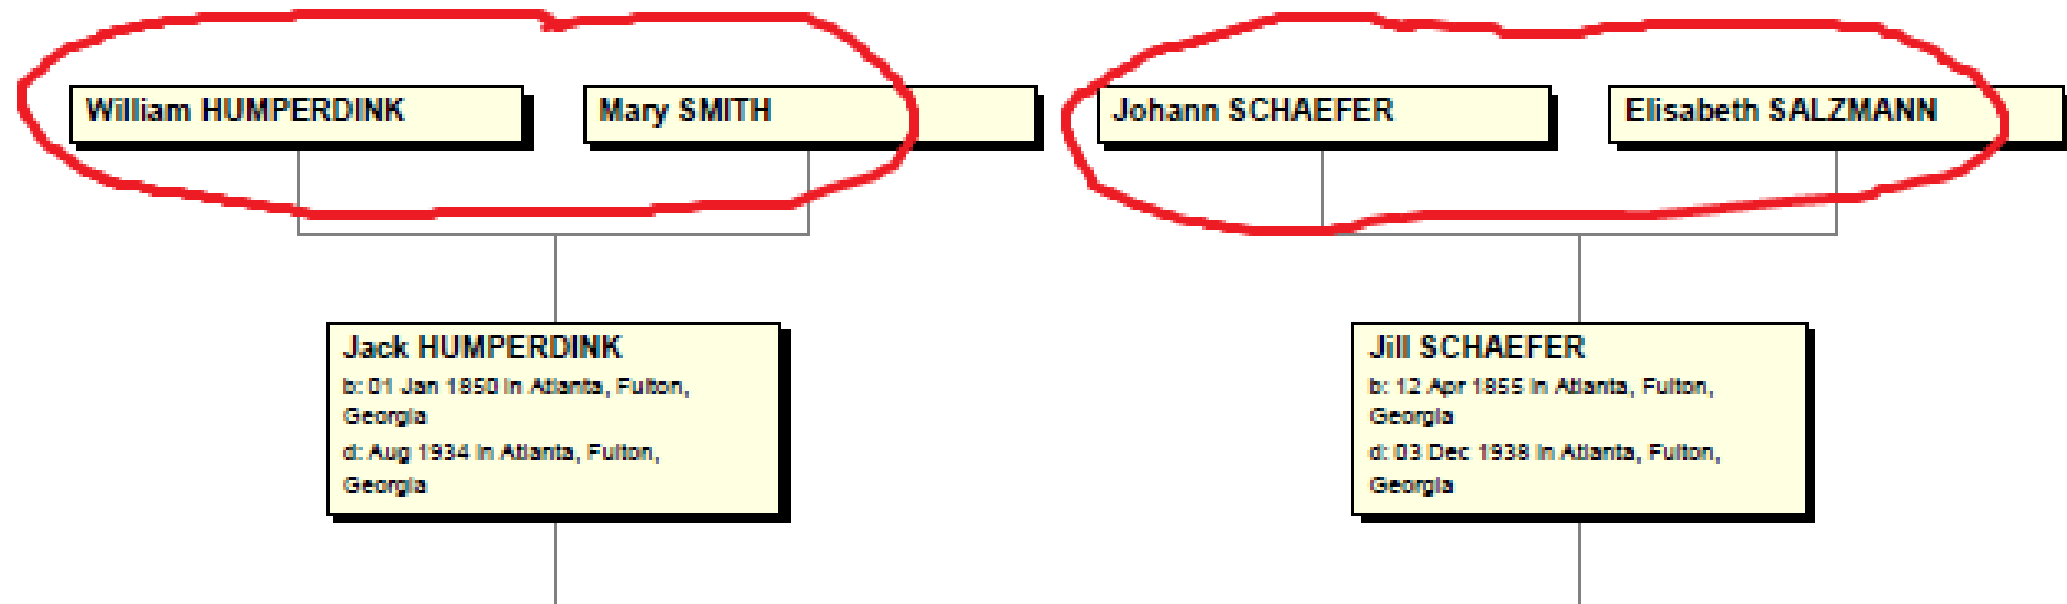 William HUMPERDINK
Mary SMITH
Johann SCHAEFER
Elisabeth SALZMANN
Jack HUMPERDINK
b: 01 Jan 1850 in Atlanta, Fulton,
Georgia
d: Aug 1934 in Atlanta, Fulton,
Georgia
Jill SCHAEFER
b: 12 Apr 1855 in Atlanta, Fulton,
Georgia
d: 03 Dec 1938 in Atlanta, Fulton,
Georgia